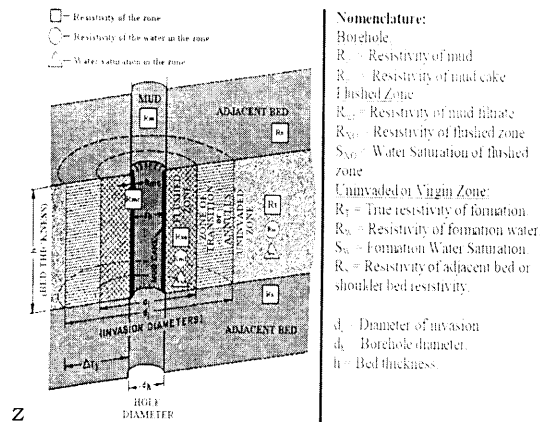 — Resistivity of the zone
— Resistivity of the water in the zone
— Water saturation in the zone
MUD
Rm
ADJACENT BED
Rs
(BED THICKNESS)
h
Rmc
FLUSHED ZONE
ZONE OF TRANSITION or ANNULUS
UNINVADED ZONE
Rt
di
dj
(INVASION DIAMETERS)
Rs
ADJACENT BED
Δrj
dh
HOLE DIAMETER
Z
Nomenclature:
Borehole
= Resistivity of mud
= Resistivity of mud cake
Flushed Zone
= Resistivity of mud filtrate
RXO = Resistivity of flushed zone
SXO = Water Saturation of flushed
zone
Uninvaded or Virgin Zone:
RT = True resistivity of formation
= Resistivity of formation water
= Formation Water Saturation
= Resistivity of adjacent bed or
shoulder bed resistivity.
- Diameter of invasion
Borehole diameter.
h = Bed thickness.